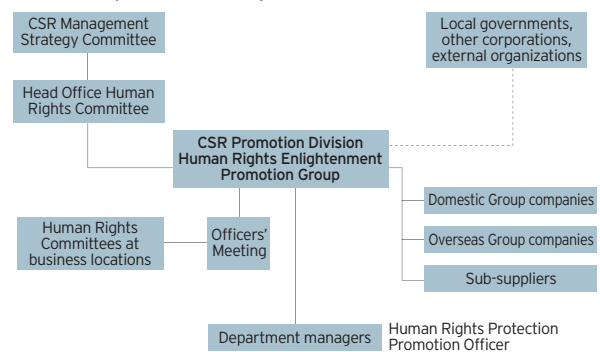 CSR Management
Strategy Committee
Local governments,
other corporations,
external organizations
Head Office Human
Rights Committee
CSR Promotion Division
Human Rights Enlightenment
Promotion Group
Domestic Group companies
Human Rights
Committees at
business locations
Officers'
Meeting
Overseas Group companies
Sub-suppliers
Department managers
Human Rights Protection
Promotion Officer